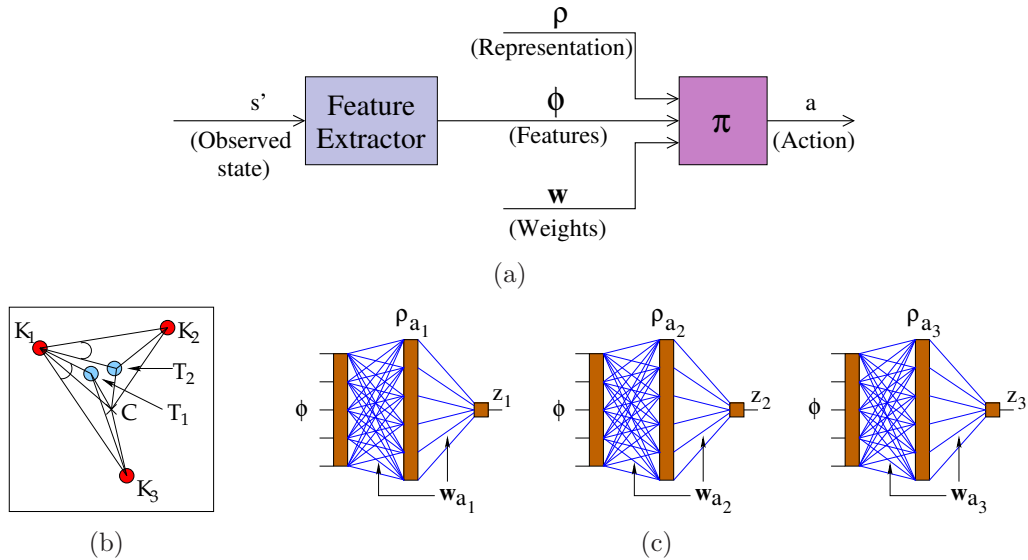 ρ
(Representation)
s'
(Observed state)
Feature Extractor
ϕ
(Features)
π
a
(Action)
w
(Weights)
(a)
K1
K2
T2
C
T1
K3
(b)
ρa1
ϕ
z1
wa1
ρa2
ϕ
z2
wa2
ρa3
ϕ
z3
wa3
(c)